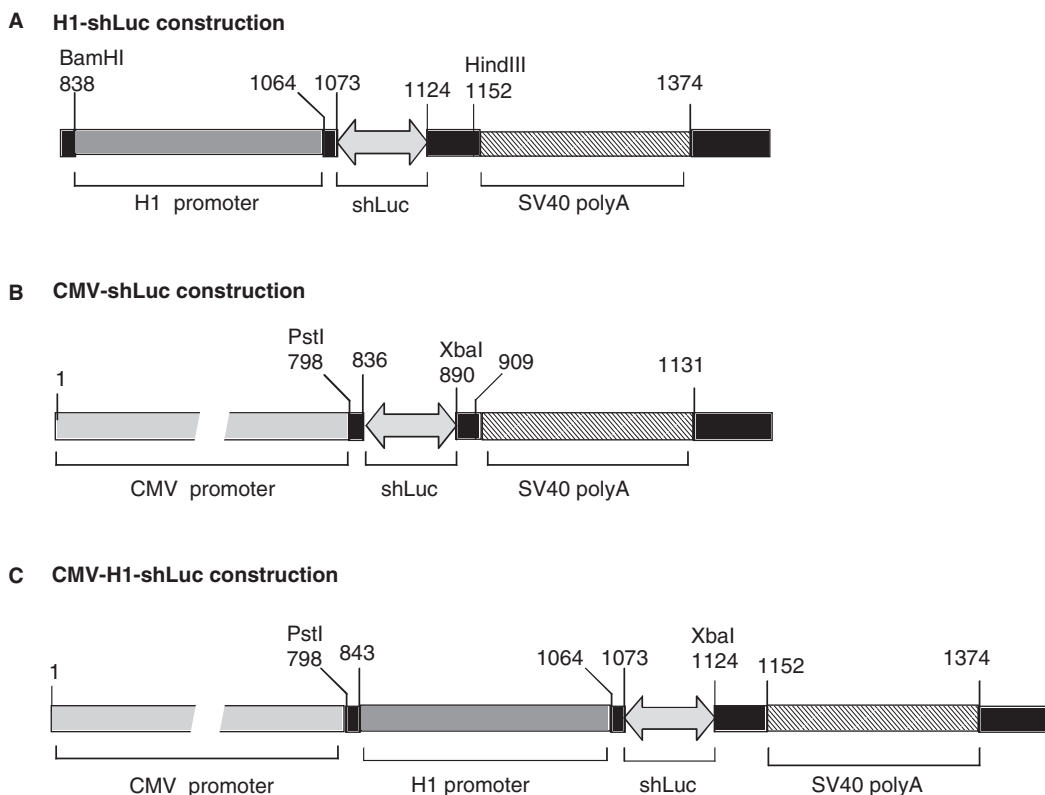 A H1-shLuc construction
BamHI
838
1064 1073
1124
HindIII
1152
1374
H1 promoter
shLuc
SV40 polyA
B CMV-shLuc construction
1
PstI
798
836
XbaI
890
909
1131
CMV promoter
shLuc
SV40 polyA
C CMV-H1-shLuc construction
1
PstI
798
843
1064 1073
XbaI
1124
1152
1374
CMV promoter
H1 promoter
shLuc
SV40 polyA